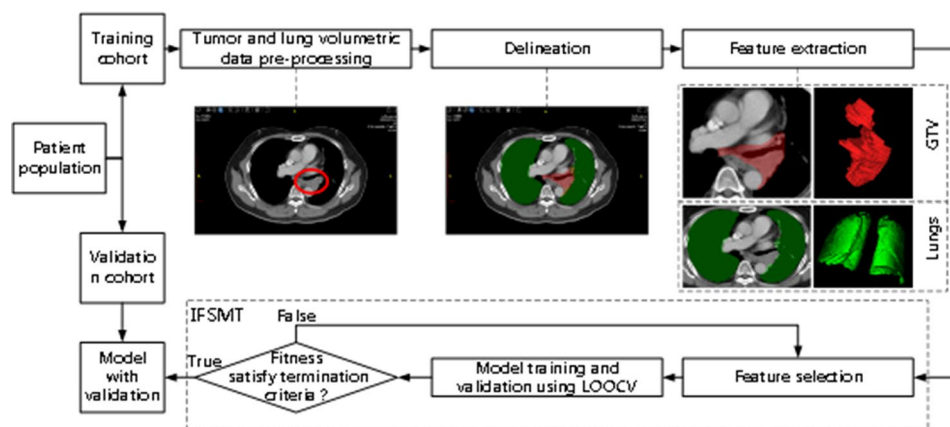 Training
cohort
Tumor and lung volumetric
data pre-processing
Delineation
Feature extraction
Patient
population
GTV
Lungs
Validatio
n cohort
IFSMT
False
True
Model
with
validation
Fitness
satisfy termination
criteria ?
Model training and
validation using LOOCV
Feature selection